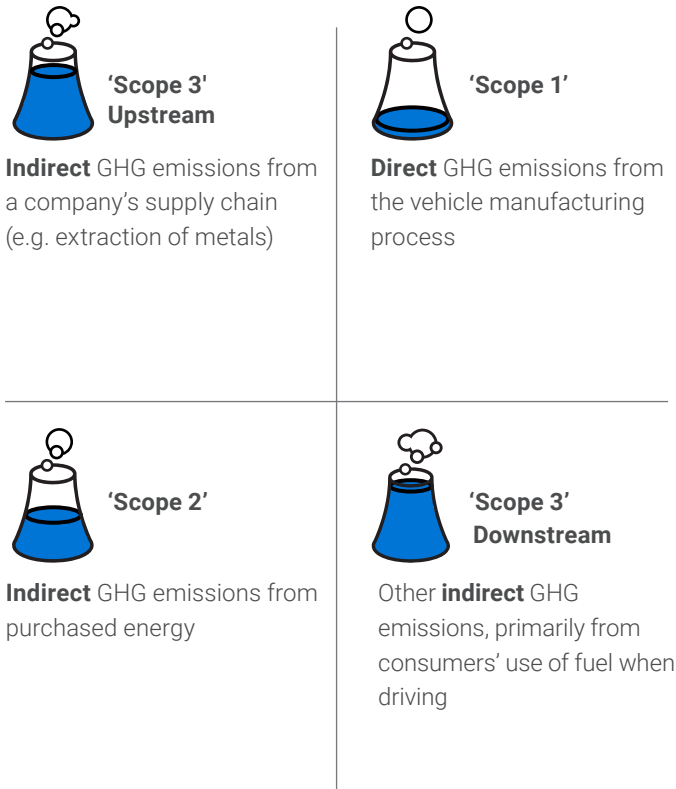 ‘Scope 3'
Upstream
Indirect GHG emissions from
a company’s supply chain
(e.g. extraction of metals)
‘Scope 1’
Direct GHG emissions from
the vehicle manufacturing
process
‘Scope 2’
Indirect GHG emissions from
purchased energy
‘Scope 3’
Downstream
Other indirect GHG
emissions, primarily from
consumers’ use of fuel when
driving